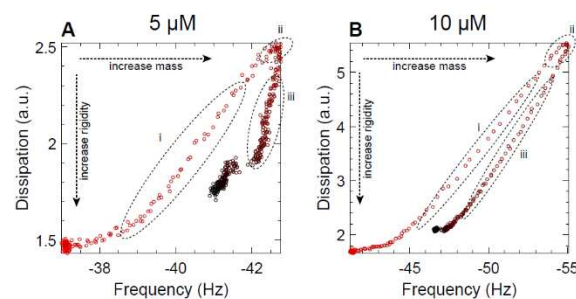 A 5 µM
2.5
2
1.5
Dissipation (a.u.)
increase mass
increase rigidity
i
ii
iii
-38 -40 -42
Frequency (Hz)
B 10 µM
5
4
3
2
Dissipation (a.u.)
increase mass
increase rigidity
i
ii
iii
-45 -50 -55
Frequency (Hz)